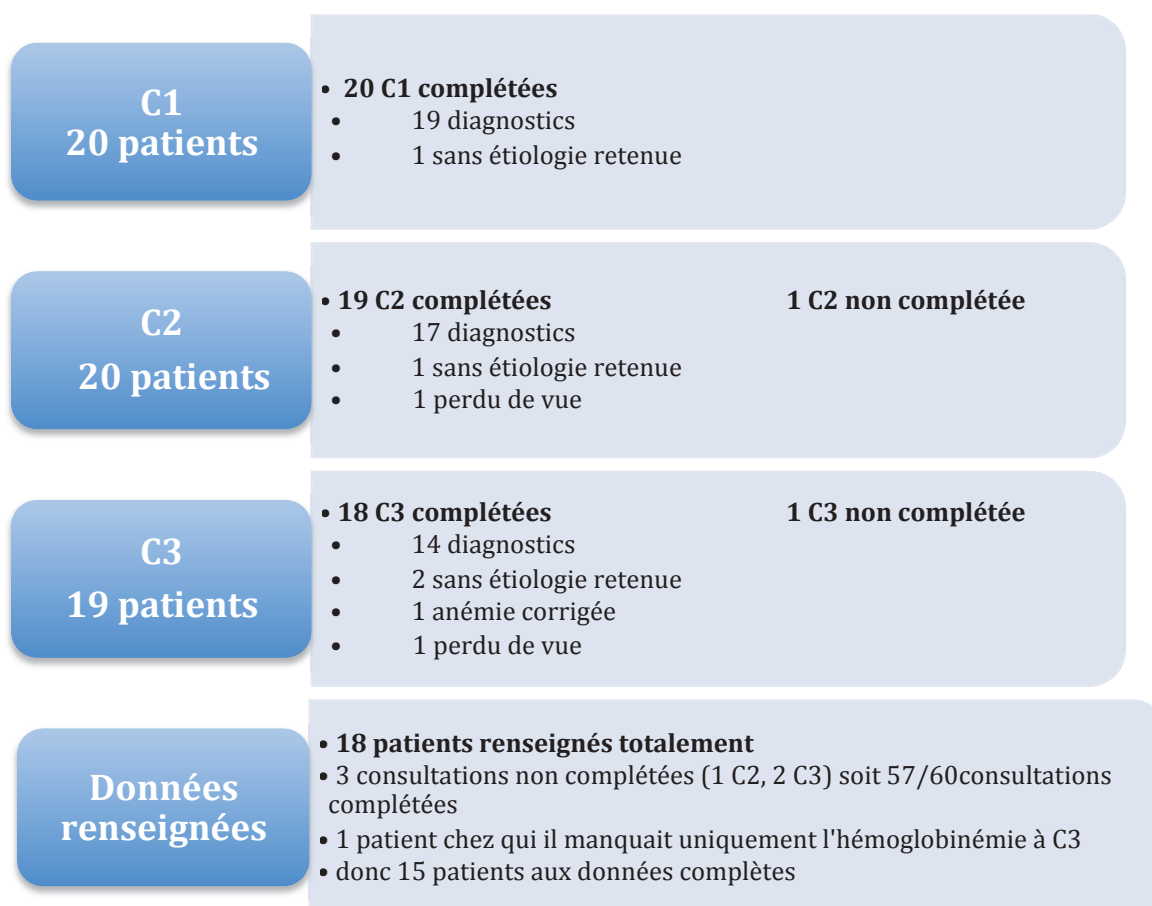 C1
20 patients
• 20 C1 complétées
• 19 diagnostics
• 1 sans étiologie retenue
C2
20 patients
• 19 C2 complétées 1 C2 non complétée
• 17 diagnostics
• 1 sans étiologie retenue
• 1 perdu de vue
C3
19 patients
• 18 C3 complétées 1 C3 non complétée
• 14 diagnostics
• 2 sans étiologie retenue
• 1 anémie corrigée
• 1 perdu de vue
Données
renseignées
• 18 patients renseignés totalement
• 3 consultations non complétées (1 C2, 2 C3) soit 57/60consultations
complétées
• 1 patient chez qui il manquait uniquement l'hémoglobinémie à C3
• donc 15 patients aux données complètes